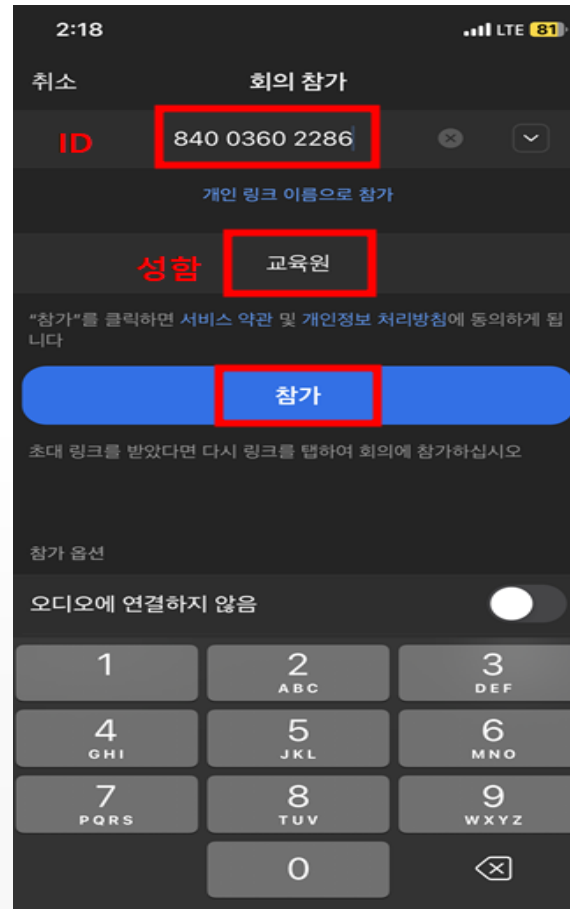 2:18 LTE 81
취소 회의 참가
ID 840 0360 2286
개인 링크 이름으로 참가
성함 교육원
"참가"를 클릭하면 서비스 약관 및 개인정보 처리방침에 동의하게 됩
니다
참가
초대 링크를 받았다면 다시 링크를 탭하여 회의에 참가하십시오
참가 옵션
오디오에 연결하지 않음
1 2 3
ABC DEF
4 5 6
GHI JKL MNO
7 8 9
PQRS TUV WXYZ
0